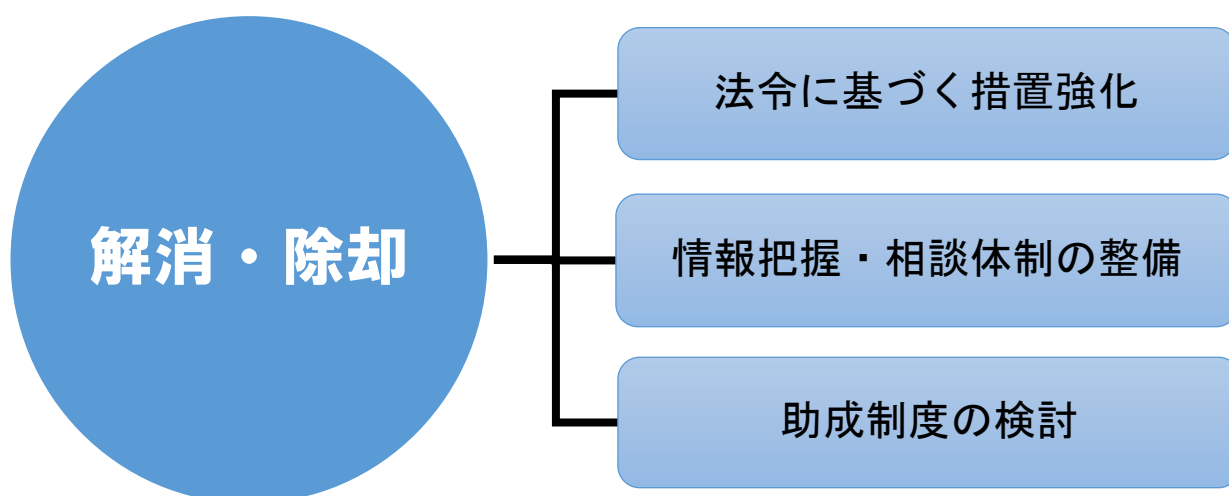 解消・除却
法令に基づく措置強化
情報把握・相談体制の整備
助成制度の検討